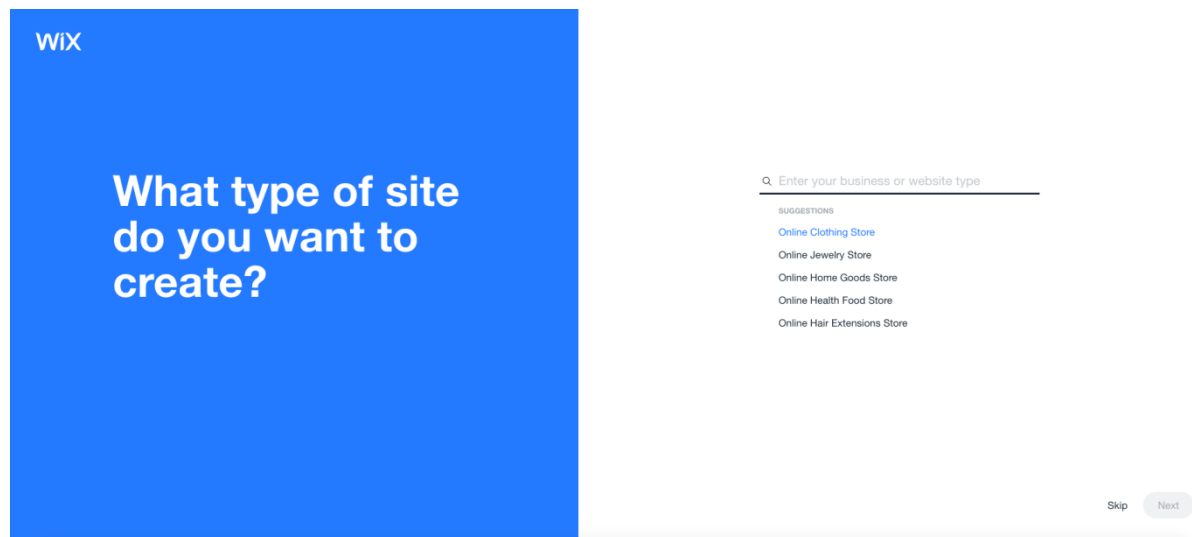 WiX
What type of site
do you want to
create?
Enter your business or website type
SUGGESTIONS
Online Clothing Store
Online Jewelry Store
Online Home Goods Store
Online Health Food Store
Online Hair Extensions Store
Skip
Next